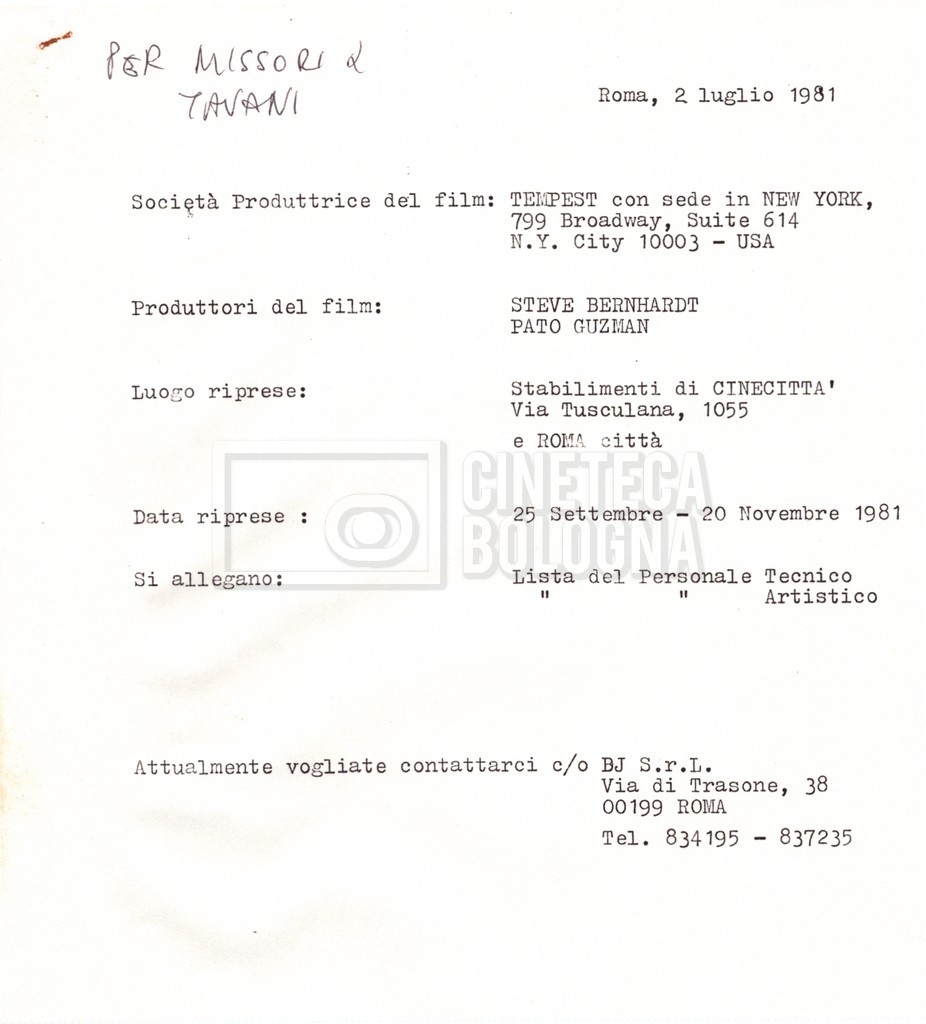 PER MISSORI &
TAVANI
Roma, 2 luglio 1981
Società Produttrice del film: TEMPEST con sede in NEW YORK,
799 Broadway, Suite 614
N.Y. City 10003 - USA
Produttori del film: STEVE BERNHARDT
PATO GUZMAN
Luogo riprese: Stabilimenti di CINECITTA'
Via Tusculana, 1055
e ROMA città
CINETECA
BOLOGNA
Data riprese : 25 Settembre - 20 Novembre 1981
Si allegano: Lista del Personale Tecnico
" " Artistico
Attualmente vogliate contattarci c/o BJ S.r.L.
Via di Trasone, 38
00199 ROMA
Tel. 834195 - 837235